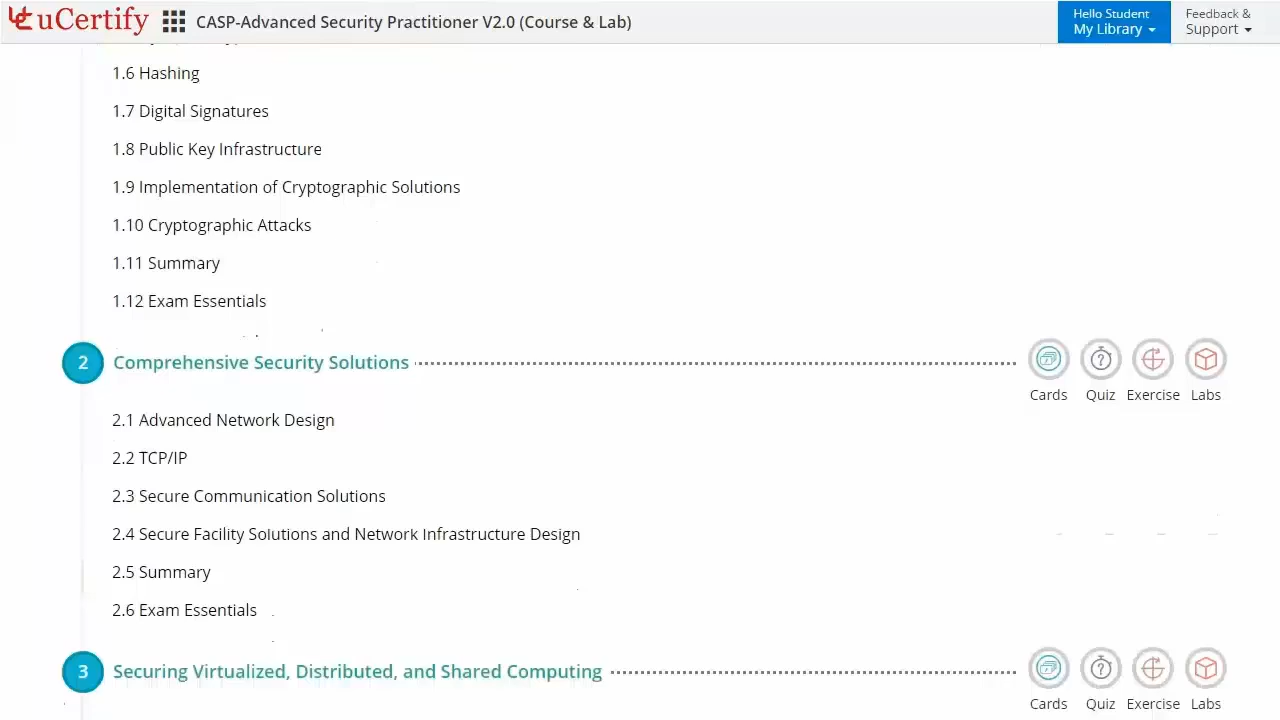 uCertify CASP-Advanced Security Practitioner V2.0 (Course & Lab) Hello Student Feedback &
My Library Support
1.6 Hashing
1.7 Digital Signatures
1.8 Public Key Infrastructure
1.9 Implementation of Cryptographic Solutions
1.10 Cryptographic Attacks
1.11 Summary
1.12 Exam Essentials
2 Comprehensive Security Solutions
Cards Quiz Exercise Labs
2.1 Advanced Network Design
2.2 TCP/IP
2.3 Secure Communication Solutions
2.4 Secure Facility Solutions and Network Infrastructure Design
2.5 Summary
2.6 Exam Essentials
3 Securing Virtualized, Distributed, and Shared Computing
Cards Quiz Exercise Labs